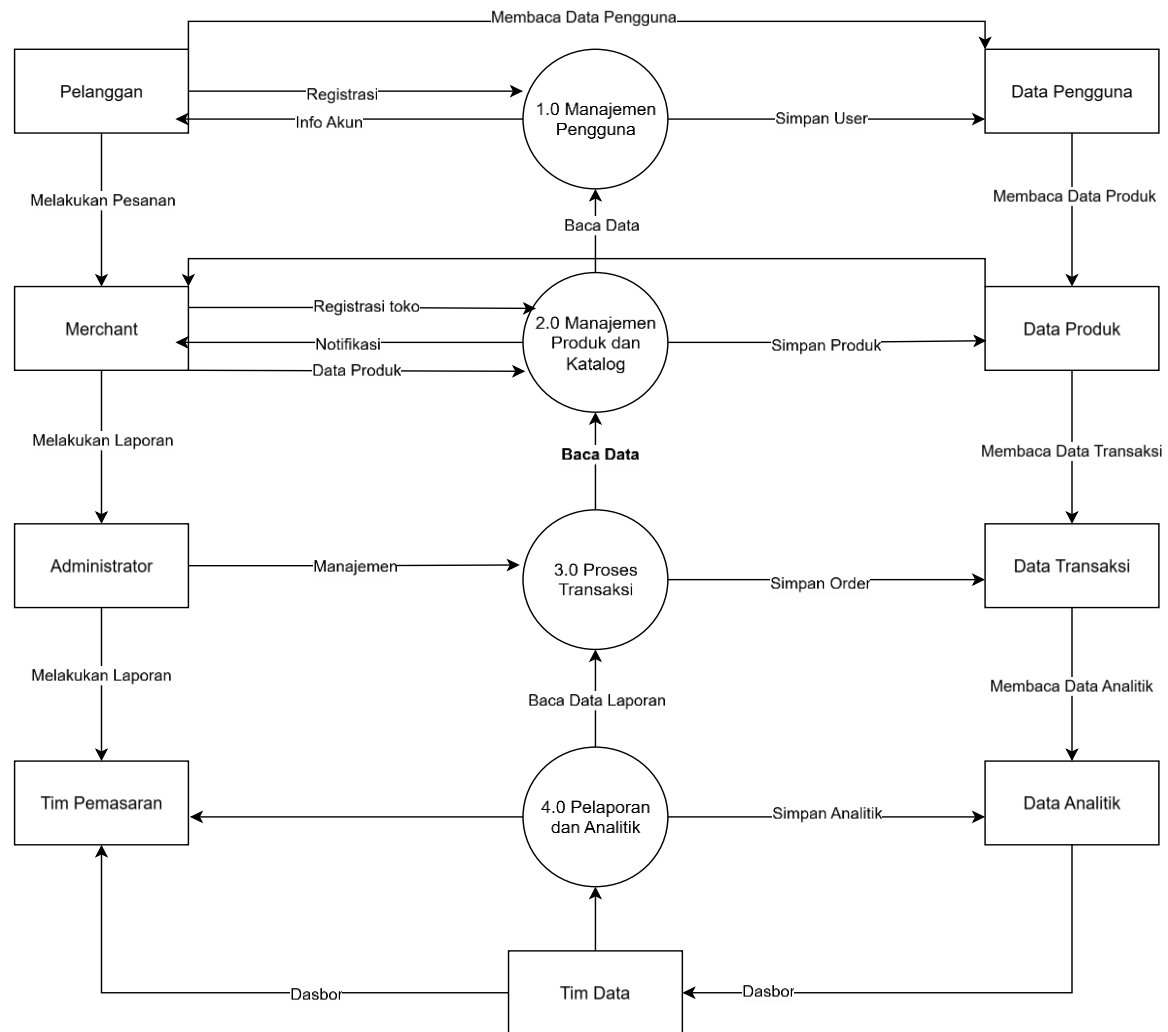 Membaca Data Pengguna
Pelanggan
Registrasi
Info Akun
1.0 Manajemen
Pengguna
Simpan User
Data Pengguna
Melakukan Pesanan
Baca Data
Membaca Data Produk
Merchant
Registrasi toko
Notifikasi
Data Produk
2.0 Manajemen
Produk dan
Katalog
Simpan Produk
Data Produk
Melakukan Laporan
Baca Data
Membaca Data Transaksi
Administrator
Manajemen
3.0 Proses
Transaksi
Simpan Order
Data Transaksi
Melakukan Laporan
Baca Data Laporan
Membaca Data Analitik
Tim Pemasaran
4.0 Pelaporan
dan Analitik
Simpan Analitik
Data Analitik
Dasbor
Tim Data
Dasbor